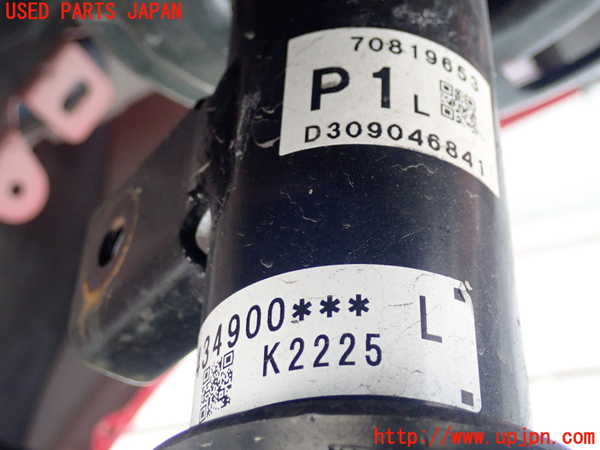 USED PARTS JAPAN
70819653
P1 L
D309046841
34900*** L
K2225
http://www.upjpn.com/